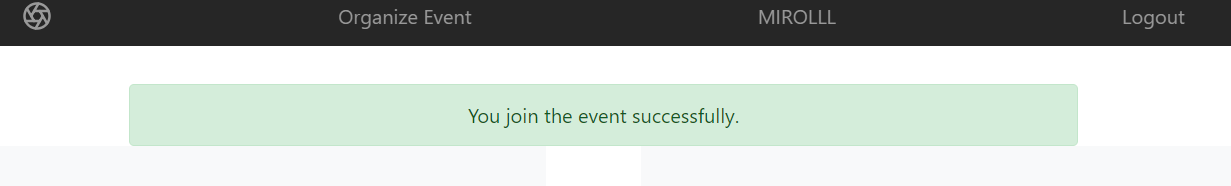 Organize Event MIROLLL Logout
You join the event successfully.